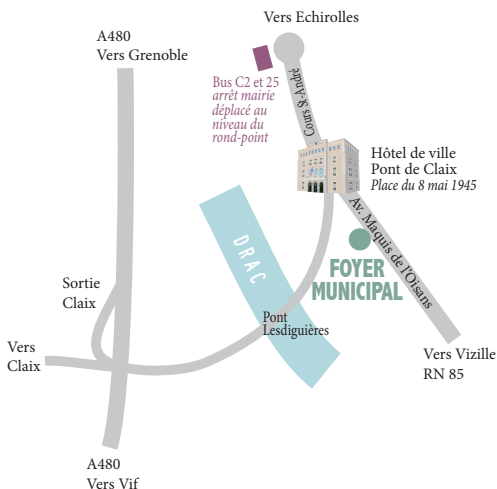 Vers Echirolles
A480
Vers Grenoble
Cours St-André
Bus C2 et 25
arrêt mairie
déplacé au
niveau du
rond-point
Hôtel de ville
Pont de Claix
Place du 8 mai 1945
Av. Maquis de l'Oisans
DRAC
FOYER
MUNICIPAL
Sortie
Claix
Pont
Lesdiguières
Vers
Claix
Vers Vizille
RN 85
A480
Vers Vif